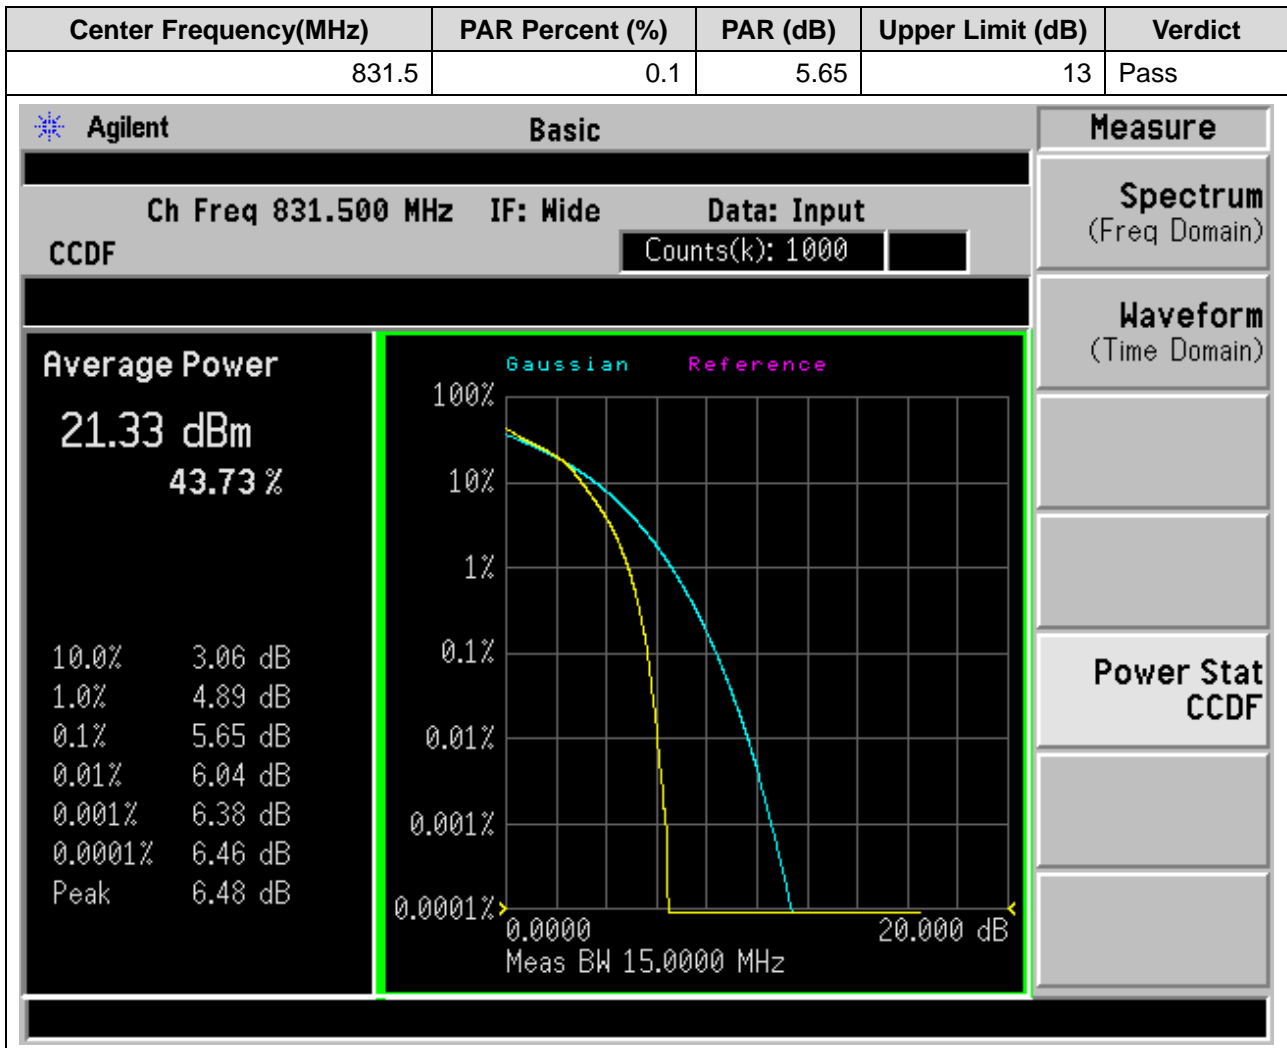 Center Frequency(MHz) PAR Percent (%) PAR (dB) Upper Limit (dB) Verdict
831.5 0.1 5.65 13 Pass
Agilent Basic Measure
Ch Freq 831.500 MHz IF: Wide Data: Input
CCDF Counts(k): 1000
Spectrum
(Freq Domain)
Waveform
(Time Domain)
Power Stat
CCDF
Average Power
21.33 dBm
43.73 %
10.0% 3.06 dB
1.0% 4.89 dB
0.1% 5.65 dB
0.01% 6.04 dB
0.001% 6.38 dB
0.0001% 6.46 dB
Peak 6.48 dB
Gaussian Reference
100%
10%
1%
0.1%
0.01%
0.001%
0.0001%
0.0000 20.000 dB
Meas BW 15.0000 MHz